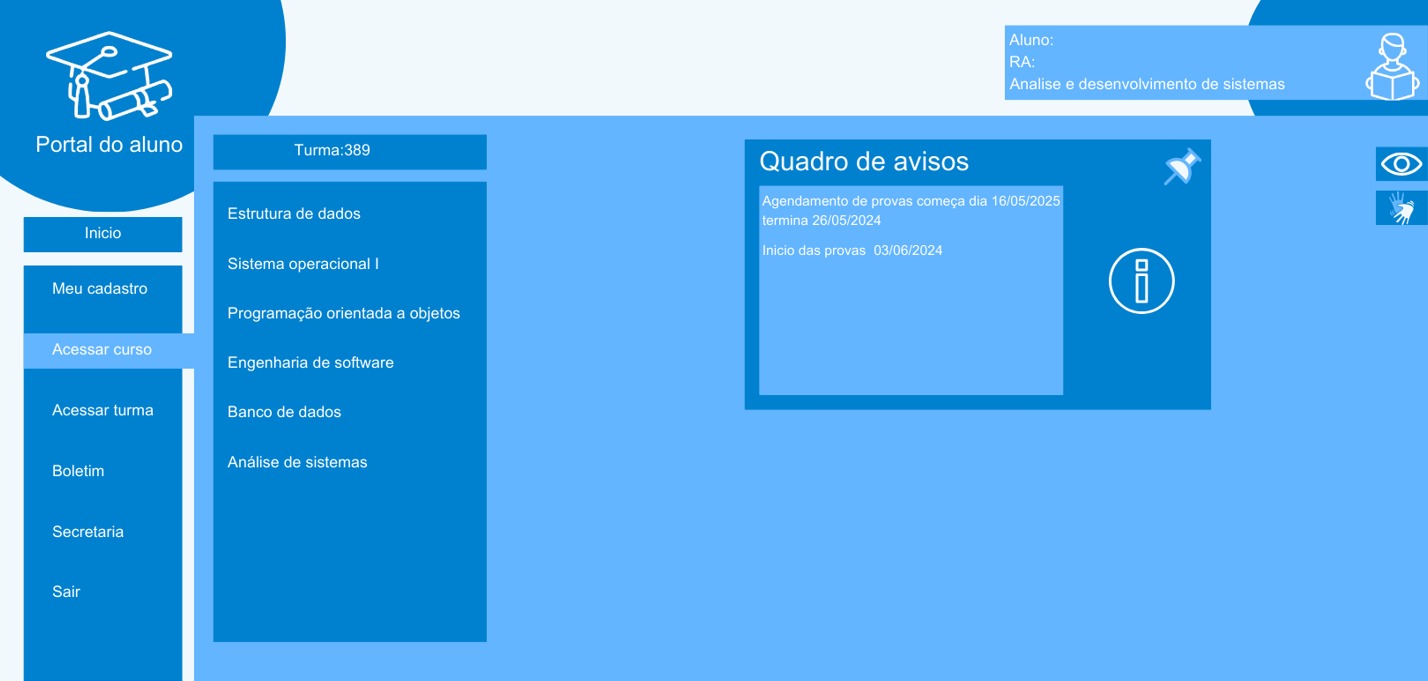 Portal do aluno
Aluno:
RA:
Analise e desenvolvimento de sistemas
Inicio
Meu cadastro
Acessar curso
Acessar turma
Boletim
Secretaria
Sair
Turma:389
Estrutura de dados
Sistema operacional I
Programação orientada a objetos
Engenharia de software
Banco de dados
Análise de sistemas
Quadro de avisos
Agendamento de provas começa dia 16/05/2025
termina 26/05/2024
Inicio das provas  03/06/2024